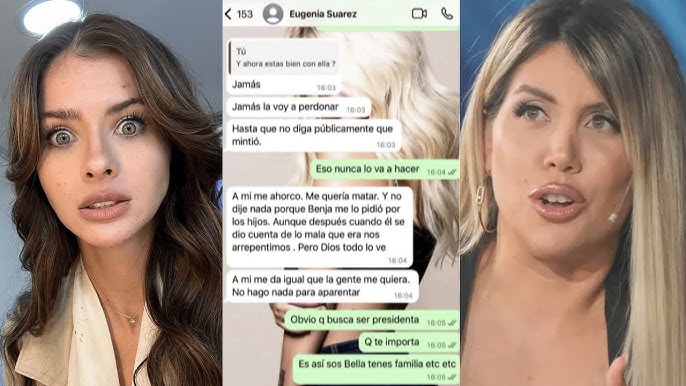 153
Eugenia Suarez
Tú
Y ahora estas bien con ella ?
Jamás
16:03
Jamás la voy a perdonar
16:03
Hasta que no diga públicamente que
mintió.
16:03
Eso nunca lo va a hacer
16:04
A mi me ahorco. Me quería matar. Y no
dije nada porque Benja me lo pidió por
los hijos. Aunque después cuando él se
dio cuenta de lo mala que era nos
arrepentimos . Pero Dios todo lo ve
16:04
A mi me da igual que la gente me quiera.
No hago nada para aparentar
16:04
Obvio q busca ser presidenta
16:05
Q te importa
16:05
Es así sos Bella tenes familia etc etc
16:05